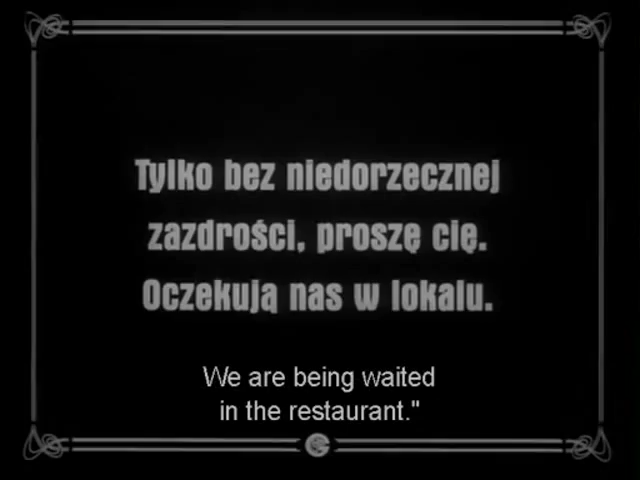 Tylko bez niedorzecznej
zazdrości, proszę cię.
Oczekują nas w lokalu.
We are being waited
in the restaurant."